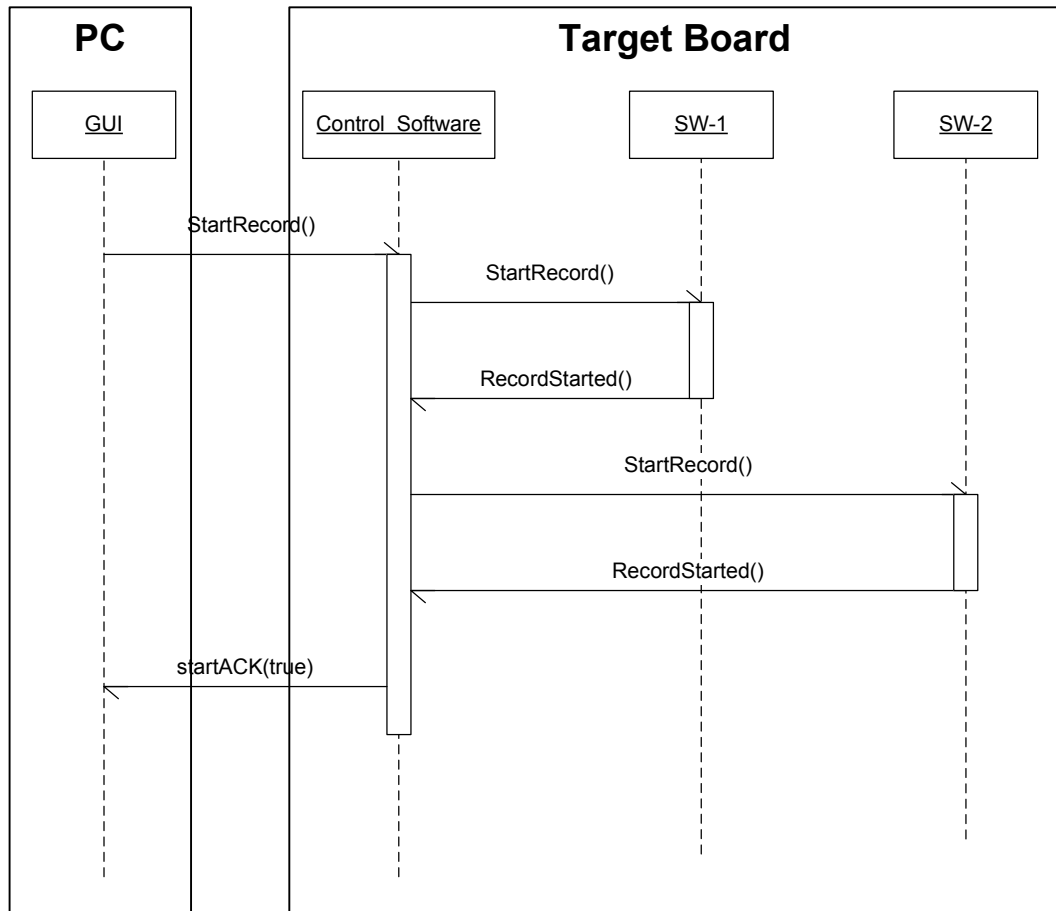 PC
Target Board
GUI
Control_Software
SW-1
SW-2
StartRecord()
StartRecord()
RecordStarted()
StartRecord()
RecordStarted()
startACK(true)